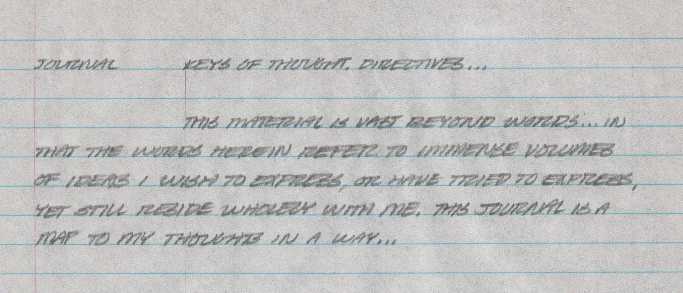 JOURNAL KEYS OF THOUGHT. DIRECTIVES...
THIS MATERIAL IS VAST BEYOND WORDS... IN
THAT THE WORDS HEREIN REFER TO IMMENSE VOLUMES
OF IDEAS I WISH TO EXPRESS, OR HAVE TRIED TO EXPRESS,
YET STILL RESIDE WHOLELY WITH ME. THIS JOURNAL IS A
MAP TO MY THOUGHTS IN A WAY...